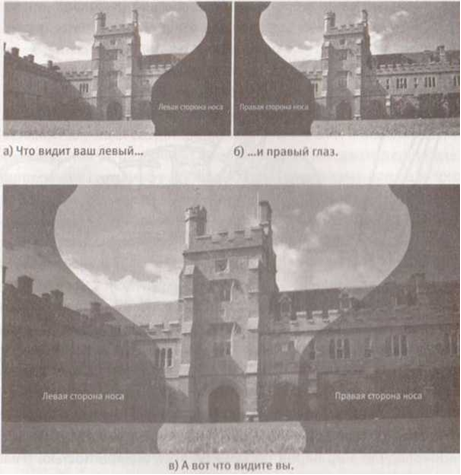 Левая сторона носа
Правая сторона носа
а) Что видит ваш левый...
б) ...и правый глаз.
Левая сторона носа
Правая сторона носа
в) А вот что видите вы.